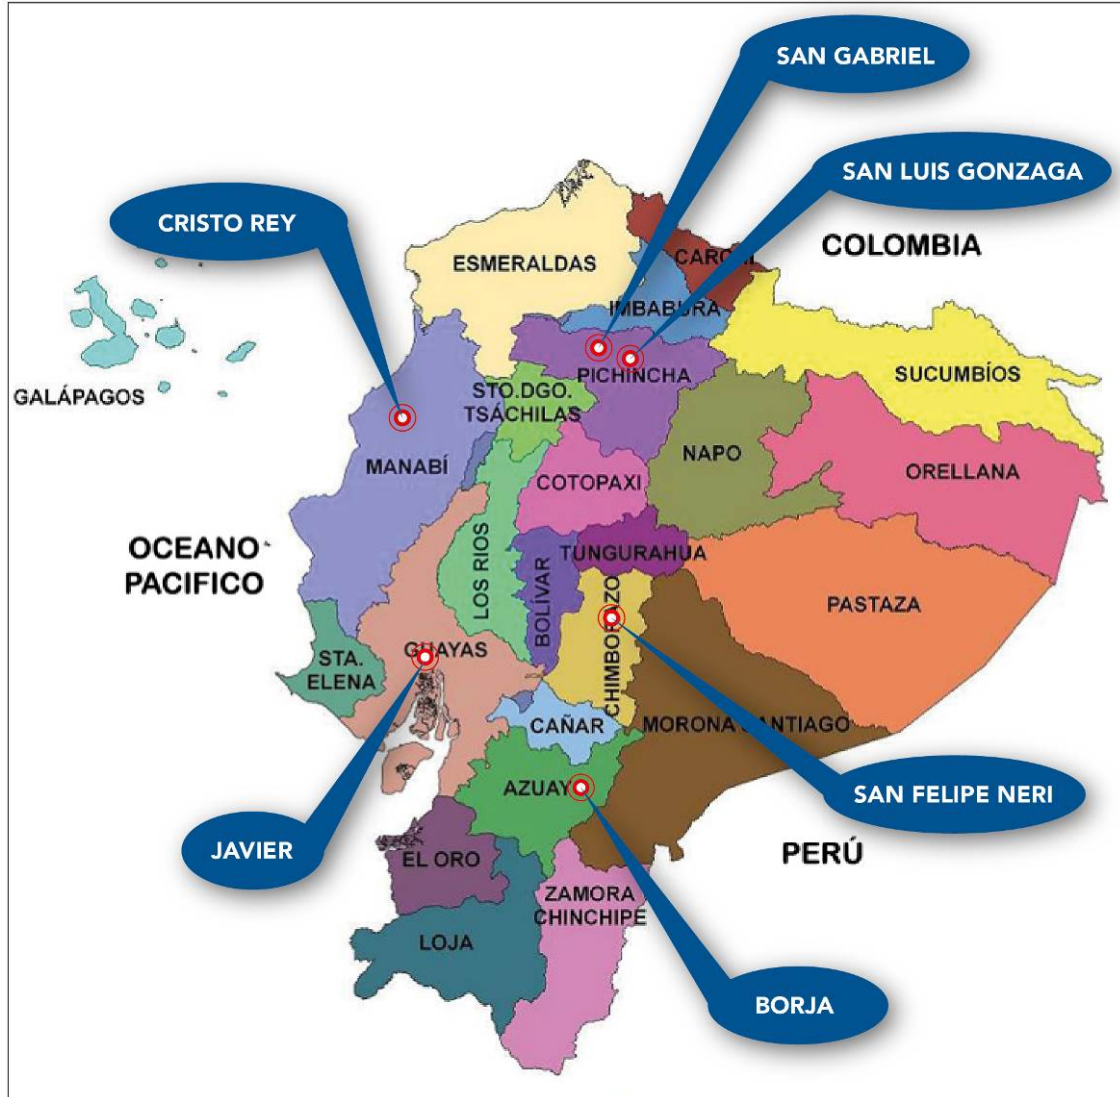 SAN GABRIEL
SAN LUIS GONZAGA
CRISTO REY
COLOMBIA
ESMERALDAS
IMBABURA
GALÁPAGOS
PICHINCHA
SUCUMBÍOS
STO.DGO.
TSÁCHILAS
MANABÍ
NAPO
COTOPAXI
ORELLANA
OCEANO
PACIFICO
TUNGURAHUA
LOS RIOS
BOLÍVAR
CHIMBORAZO
PASTAZA
GUAYAS
STA.
ELENA
CAÑAR
MORONA SANTIAGO
AZUAY
SAN FELIPE NERI
JAVIER
PERÚ
EL ORO
ZAMORA
CHINCHIPE
LOJA
BORJA